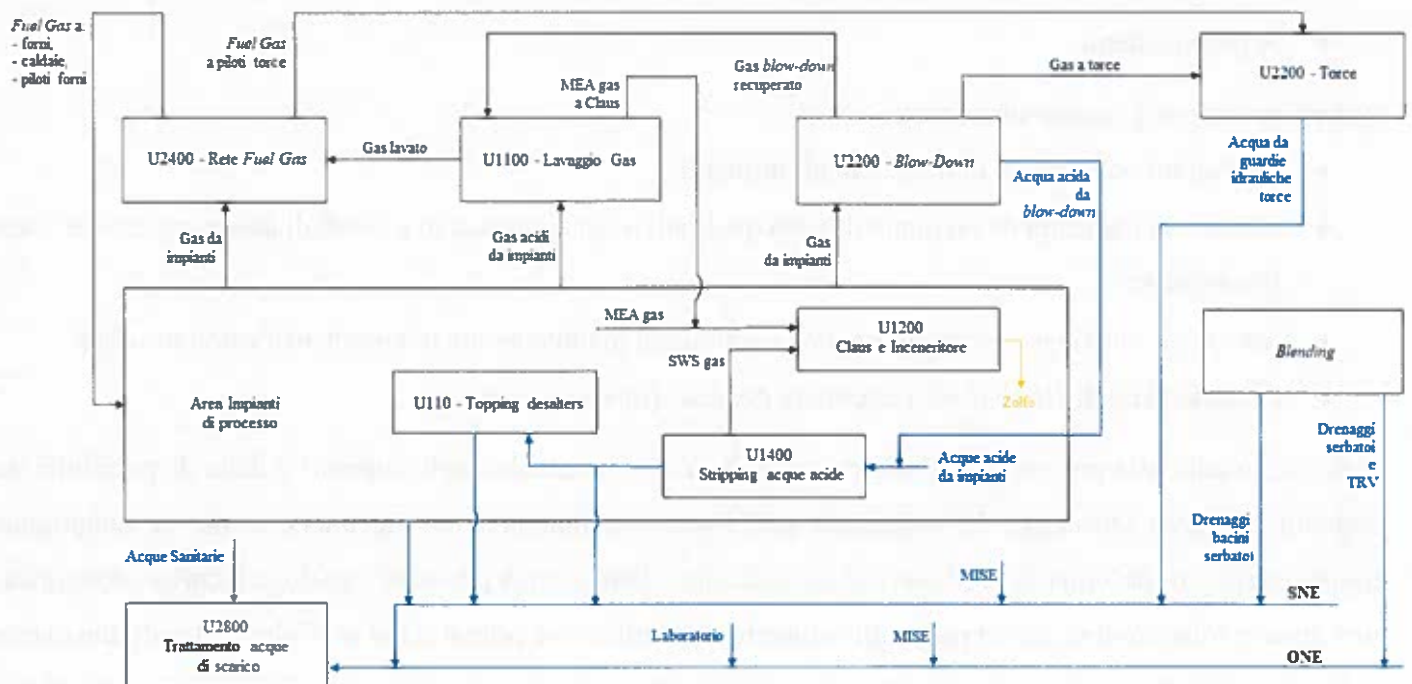 Fuel Gas a:
- forni,
- caldaie,
- piloti forni
Fuel Gas
a piloti torce
MEA gas
a Claus
Gas blow-down
recuperato
Gas a torce
U2200 - Torce
U2400 - Rete Fuel Gas
Gas lavato
U1100 - Lavaggio Gas
U2200 - Blow-Down
Acqua acida
da
blow-down
Acqua da
guardie
idrauliche
torce
Gas da
impianti
Gas acidi
da impianti
Gas
da impianti
MEA gas
U1200
Claus e Inceneritore
SWS gas
Zolfo
Blending
Area Impianti
di processo
U110 - Topping desalters
U1400
Stripping acque acide
Acque acide
da impianti
Drenaggi
serbatoi
e
TRV
Drenaggi
bacini
serbatoi
Acque Sanitarie
MISE
SNE
U2800
Trattamento acque
di scarico
Laboratorio
MISE
ONE